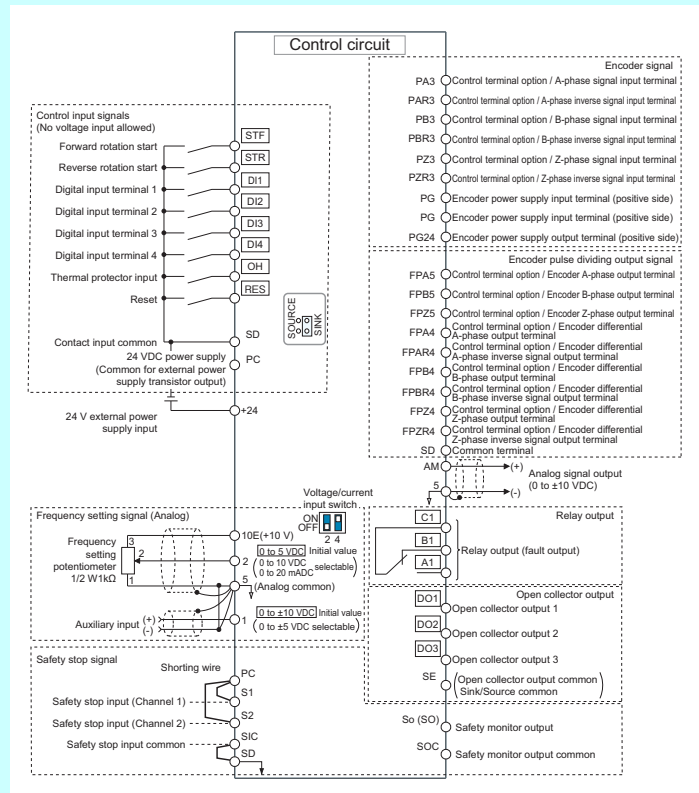 Control circuit
Control input signals
(No voltage input allowed)
Forward rotation start
STF
Reverse rotation start
STR
Digital input terminal 1
DI1
Digital input terminal 2
DI2
Digital input terminal 3
DI3
Digital input terminal 4
DI4
Thermal protector input
OH
Reset
RES
SOURCE
SINK
Contact input common
SD
24 VDC power supply
(Common for external power
supply transistor output)
PC
24 V external power
supply input
+24
Frequency setting signal (Analog)
Voltage/current
input switch
ON
OFF
2 4
Frequency
setting
potentiometer
1/2 W1kΩ
3
2
1
10E(+10 V)
2
0 to 5 VDC Initial value
(0 to 10 VDC
0 to 20 mADC selectable)
5
(Analog common)
Auxiliary input (+)
(-)
1
0 to ±10 VDC Initial value
(0 to ±5 VDC selectable)
Safety stop signal
Shorting wire
PC
Safety stop input (Channel 1)
S1
Safety stop input (Channel 2)
S2
Safety stop input common
SIC
SD
Encoder signal
PA3 Control terminal option / A-phase signal input terminal
PAR3 Control terminal option / A-phase inverse signal input terminal
PB3 Control terminal option / B-phase signal input terminal
PBR3 Control terminal option / B-phase inverse signal input terminal
PZ3 Control terminal option / Z-phase signal input terminal
PZR3 Control terminal option / Z-phase inverse signal input terminal
PG Encoder power supply input terminal (positive side)
PG Encoder power supply input terminal (positive side)
PG24 Encoder power supply output terminal (positive side)
Encoder pulse dividing output signal
FPA5 Control terminal option / Encoder A-phase output terminal
FPB5 Control terminal option / Encoder B-phase output terminal
FPZ5 Control terminal option / Encoder Z-phase output terminal
FPA4 Control terminal option / Encoder differential
A-phase output terminal
FPAR4 Control terminal option / Encoder differential
A-phase inverse signal output terminal
FPB4 Control terminal option / Encoder differential
B-phase output terminal
FPBR4 Control terminal option / Encoder differential
B-phase inverse signal output terminal
FPZ4 Control terminal option / Encoder differential
Z-phase output terminal
FPZR4 Control terminal option / Encoder differential
Z-phase inverse signal output terminal
SD Common terminal
AM (+)
Analog signal output
(0 to ±10 VDC)
5 (-)
Relay output
C1
B1
Relay output (fault output)
A1
Open collector output
DO1
Open collector output 1
DO2
Open collector output 2
DO3
Open collector output 3
SE
(Open collector output common
Sink/Source common)
So (SO)
Safety monitor output
SOC
Safety monitor output common